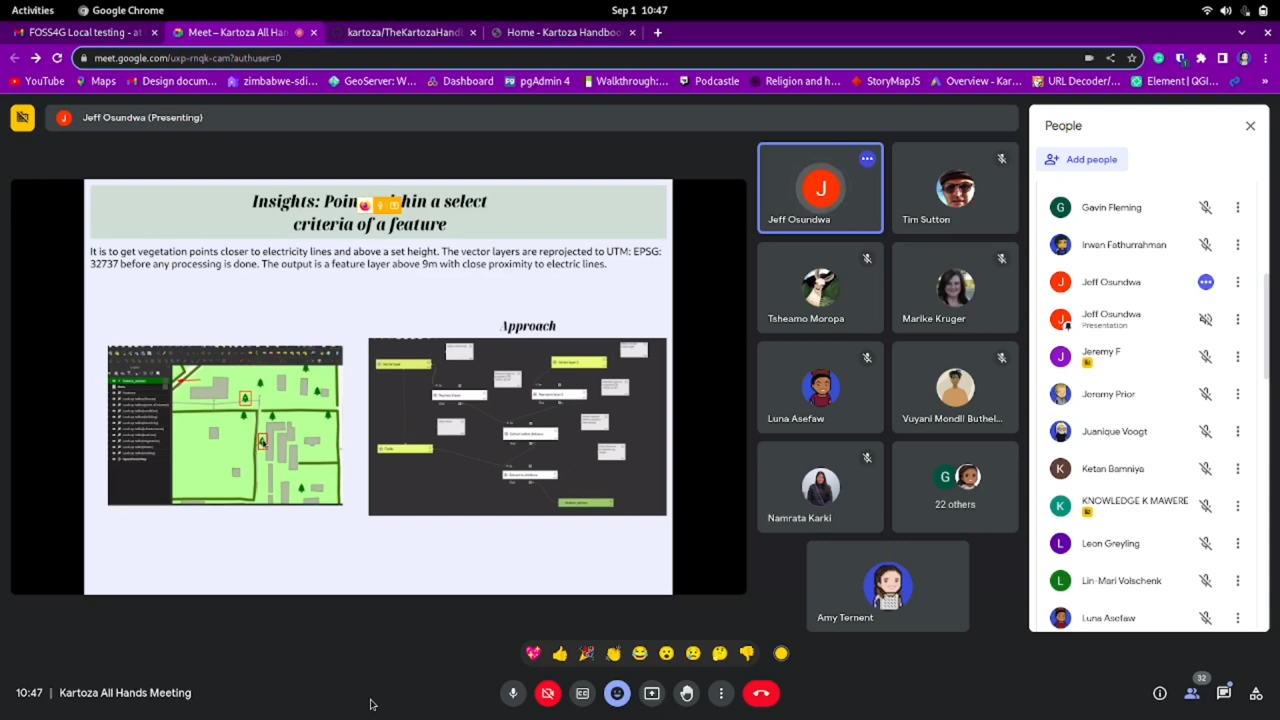 Activities
Google Chrome
Sep 1 10:47
FOSS4G Local testing - at
Meet – Kartoza All Han
kartoza/TheKartozaHandl
Home - Kartoza Handboo
meet.google.com/uxp-rnqk-cam?authuser=0
YouTube
Maps
Design docum...
zimbabwe-sdi...
GeoServer: W...
Dashboard
pgAdmin 4
Walkthrough:...
Podcastle
Religion and h...
StoryMapJS
Overview - Kar...
URL Decoder/...
Element | QGI...
»
J
Jeff Osundwa (Presenting)
Insights: Poin hin a select
criteria of a feature
It is to get vegetation points closer to electricity lines and above a set height. The vector layers are reprojected to UTM: EPSG:
32737 before any processing is done. The output is a feature layer above 9m with close proximity to electric lines.
Approach
J
Jeff Osundwa
Tim Sutton
Tsheamo Moropa
Marike Kruger
Luna Asefaw
Vuyani Mondli Buthel...
Namrata Karki
G
22 others
Amy Ternent
People
Add people
G
Gavin Fleming
Irwan Fathurrahman
J
Jeff Osundwa
J
Jeff Osundwa
Presentation
J
Jeremy F
Jeromy Prior
Juanique Voogt
K
Ketan Bamniya
K
KNOWLEDGE K MAWERE
L
Leon Greyling
L
Lin-Mari Volschenk
Luna Asefaw
10:47 | Kartoza All Hands Meeting
32